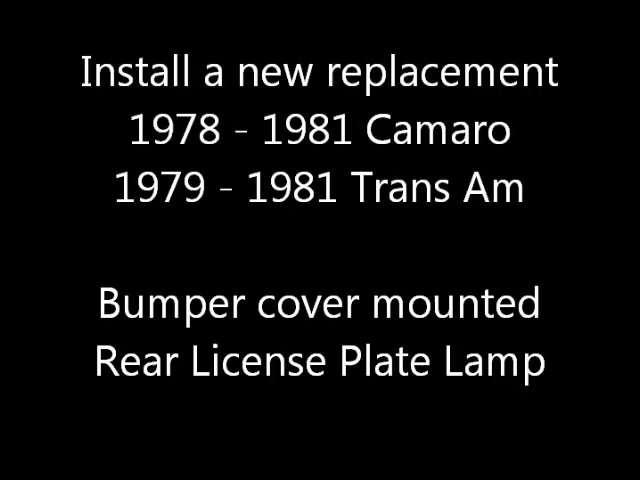 Install a new replacement
1978 - 1981 Camaro
1979 - 1981 Trans Am
Bumper cover mounted
Rear License Plate Lamp